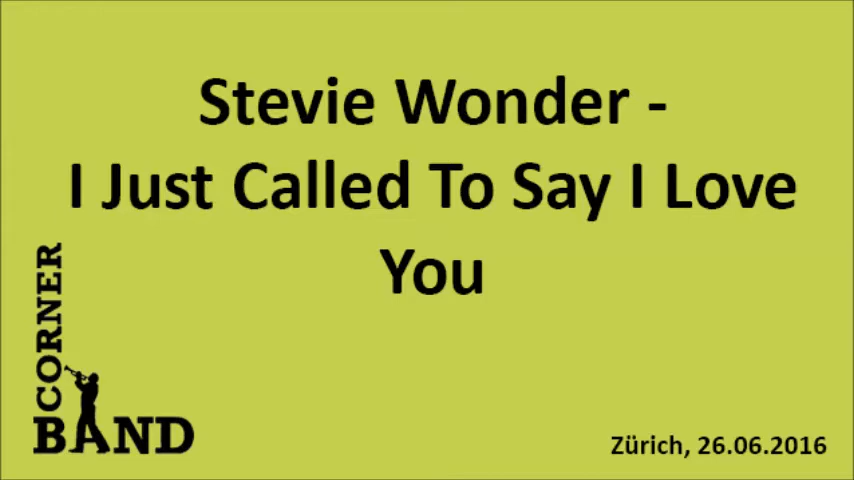 Stevie Wonder -
I Just Called To Say I Love
You
CORNER
BAND
Zürich, 26.06.2016